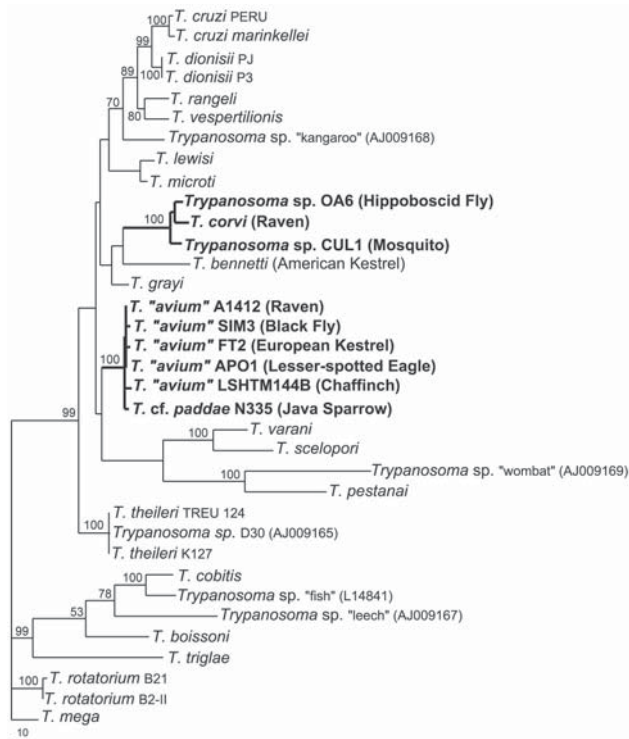 T. cruzi PERU
100
T. cruzi marinkellei
99
T. dionisii PJ
100
T. dionisii P3
89
70
T. rangeli
80
T. vespertilionis
Trypanosoma sp. "kangaroo" (AJ009168)
T. lewisi
T. microti
Trypanosoma sp. OA6 (Hippoboscid Fly)
100
T. corvi (Raven)
Trypanosoma sp. CUL1 (Mosquito)
T. bennetti (American Kestrel)
T. grayi
T. "avium" A1412 (Raven)
T. "avium" SIM3 (Black Fly)
T. "avium" FT2 (European Kestrel)
100
T. "avium" APO1 (Lesser-spotted Eagle)
T. "avium" LSHTM144B (Chaffinch)
T. cf. paddae N335 (Java Sparrow)
99
T. varani
100
T. scelopori
Trypanosoma sp. "wombat" (AJ009169)
100
T. pestanai
T. theileri TREU 124
100
Trypanosoma sp. D30 (AJ009165)
T. theileri K127
T. cobitis
100
Trypanosoma sp. "fish" (L14841)
78
Trypanosoma sp. "leech" (AJ009167)
53
T. boissoni
99
T. triglae
T. rotatorium B21
100
T. rotatorium B2-II
T. mega
10